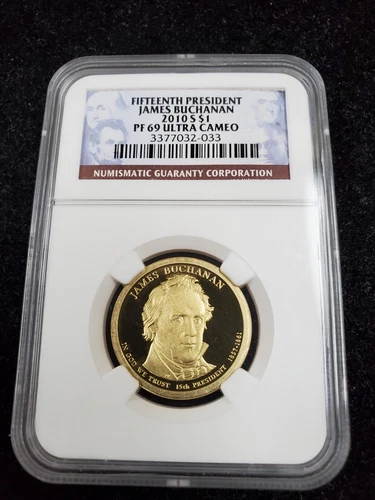 FIFTEENTH PRESIDENT
JAMES BUCHANAN
2010 S $1
PF 69 ULTRA CAMEO
3377032-033
NUMISMATIC GUARANTY CORPORATION
JAMES BUCHANAN
IN GOD WE TRUST 15th PRESIDENT 1857-1861